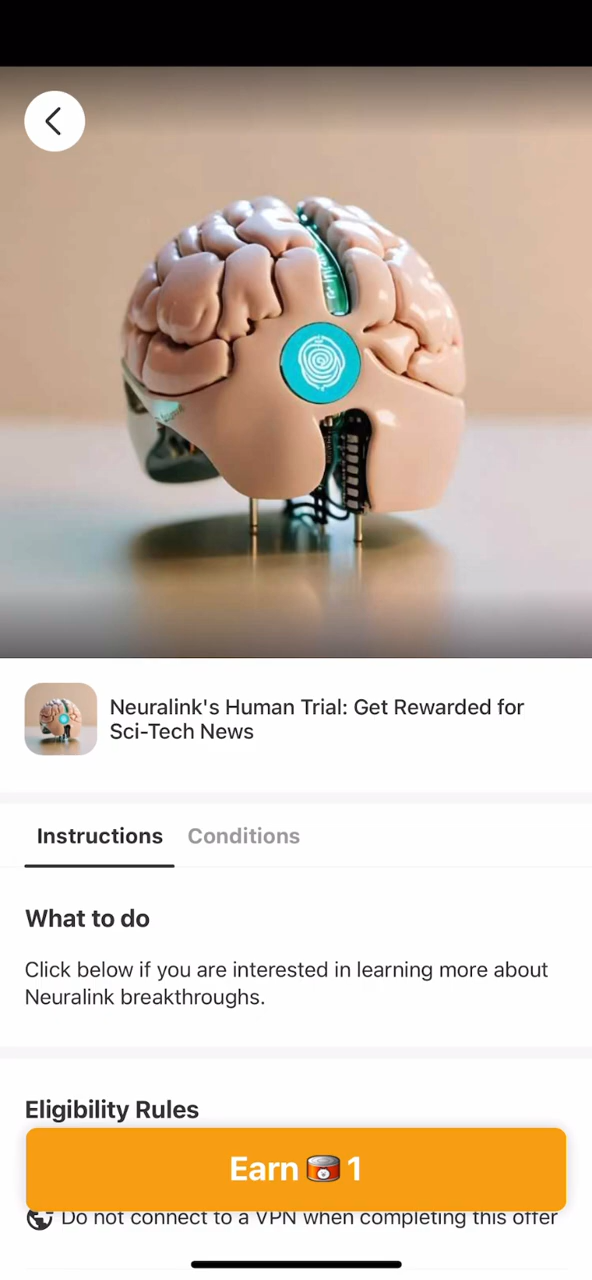 Neuralink's Human Trial: Get Rewarded for
Sci-Tech News
Instructions
Conditions
What to do
Click below if you are interested in learning more about
Neuralink breakthroughs.
Eligibility Rules
Earn 1
Do not connect to a VPN when completing this offer